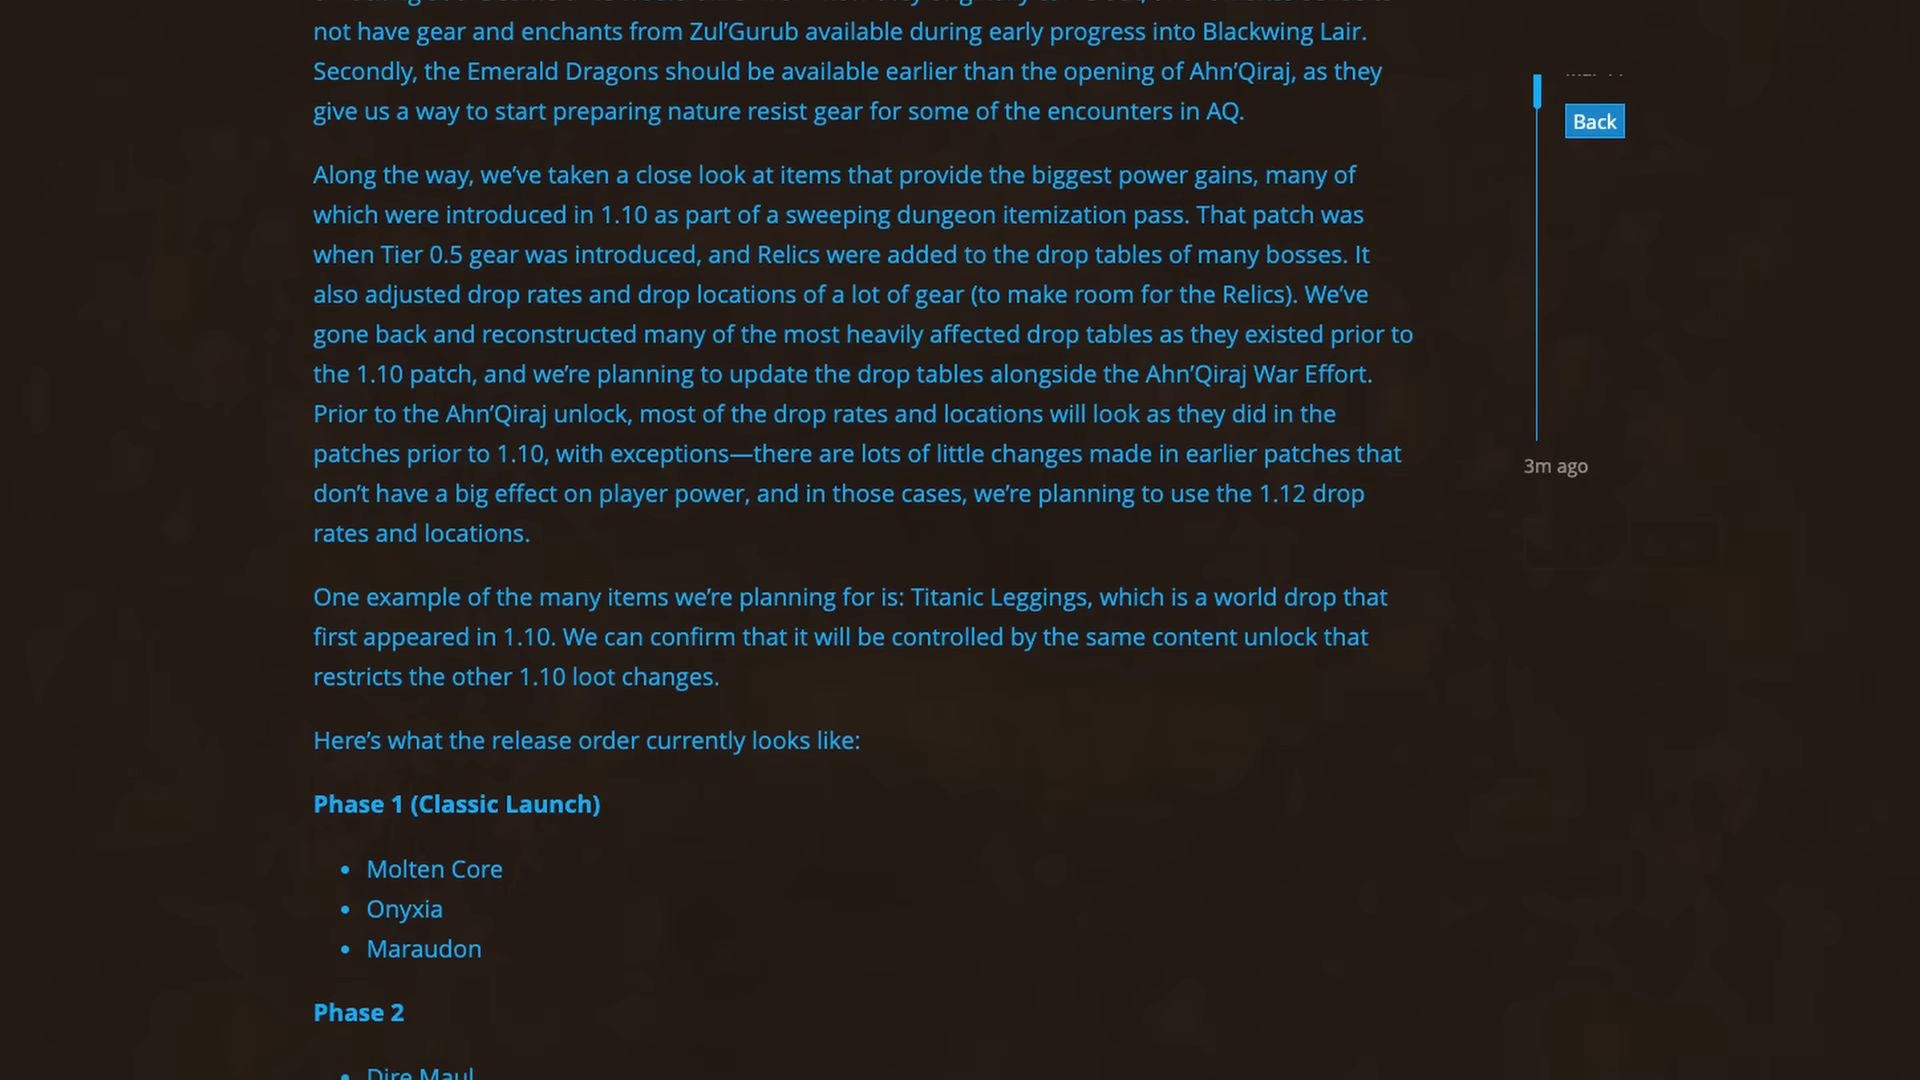 not have gear and enchants from Zul’Gurub available during early progress into Blackwing Lair.
Secondly, the Emerald Dragons should be available earlier than the opening of Ahn’Qiraj, as they
give us a way to start preparing nature resist gear for some of the encounters in AQ.
Back
Along the way, we’ve taken a close look at items that provide the biggest power gains, many of
which were introduced in 1.10 as part of a sweeping dungeon itemization pass. That patch was
when Tier 0.5 gear was introduced, and Relics were added to the drop tables of many bosses. It
also adjusted drop rates and drop locations of a lot of gear (to make room for the Relics). We’ve
gone back and reconstructed many of the most heavily affected drop tables as they existed prior to
the 1.10 patch, and we’re planning to update the drop tables alongside the Ahn’Qiraj War Effort.
Prior to the Ahn’Qiraj unlock, most of the drop rates and locations will look as they did in the
patches prior to 1.10, with exceptions—there are lots of little changes made in earlier patches that
don’t have a big effect on player power, and in those cases, we’re planning to use the 1.12 drop
rates and locations.
3m ago
One example of the many items we’re planning for is: Titanic Leggings, which is a world drop that
first appeared in 1.10. We can confirm that it will be controlled by the same content unlock that
restricts the other 1.10 loot changes.
Here’s what the release order currently looks like:
Phase 1 (Classic Launch)
• Molten Core
• Onyxia
• Maraudon
Phase 2
• Dire Maul